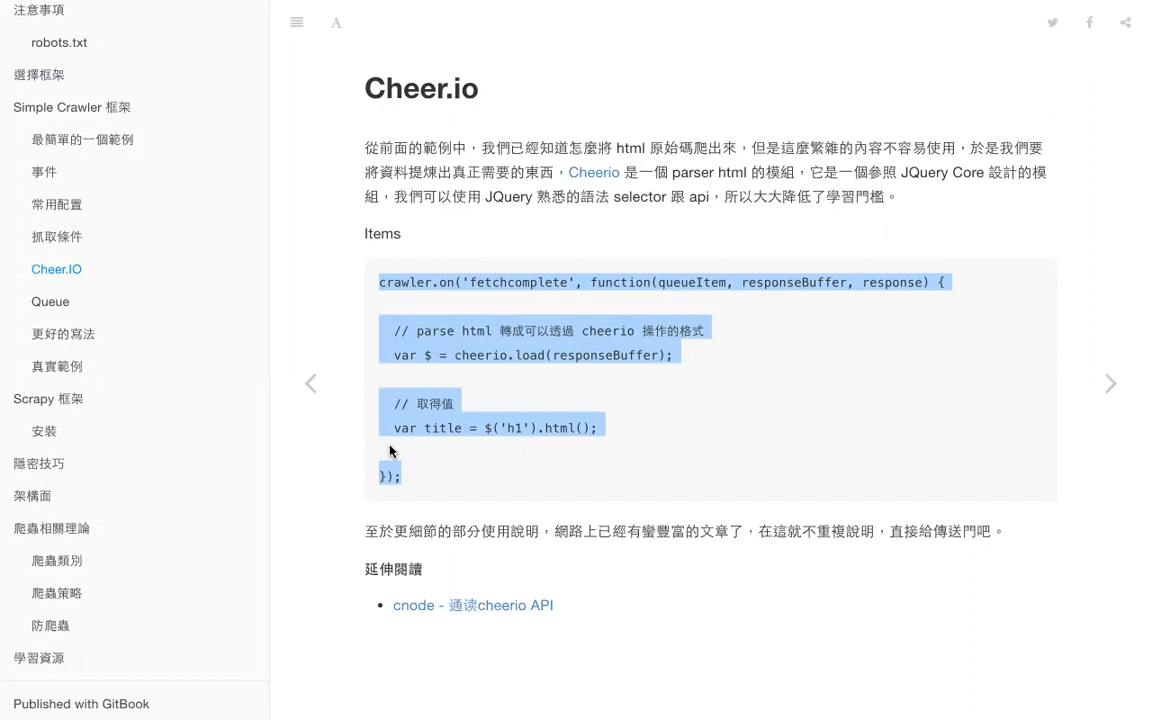 注意事項
robots.txt
選擇框架
Simple Crawler 框架
最簡單的一個範例
事件
常用配置
抓取條件
Cheer.IO
Queue
更好的寫法
真實範例
Scrapy 框架
安裝
隱密技巧
架構面
爬蟲相關理論
爬蟲類別
爬蟲策略
防爬蟲
學習資源
Published with GitBook
A
Cheer.io
從前面的範例中，我們已經知道怎麼將 html 原始碼爬出來，但是這麼繁雜的內容不容易使用，於是我們要
將資料提煉出真正需要的東西，Cheerio 是一個 parser html 的模組，它是一個參照 JQuery Core 設計的模
組，我們可以使用 JQuery 熟悉的語法 selector 跟 api，所以大大降低了學習門檻。
Items
crawler.on('fetchcomplete', function(queueItem, responseBuffer, response) {
// parse html 轉成可以透過 cheerio 操作的格式
var $ = cheerio.load(responseBuffer);
// 取得值
var title = $('h1').html();
});
至於更細節的部分使用說明，網路上已經有蠻豐富的文章了，在這就不重複說明，直接給傳送門吧。
延伸閱讀
• cnode - 通读cheerio API